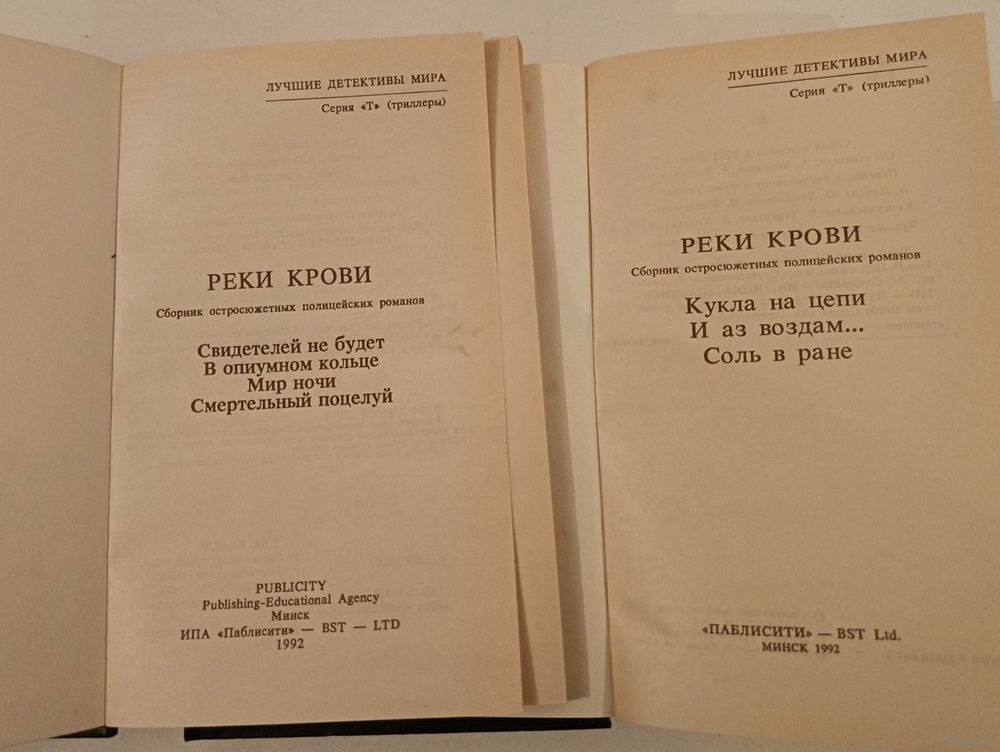 ЛУЧШИЕ ДЕТЕКТИВЫ МИРА
Серия «Т» (триллеры)
РЕКИ КРОВИ
Сборник остросюжетных полицейских романов
Свидетелей не будет
В опиумном кольце
Мир ночи
Смертельный поцелуй
PUBLICITY
Publishing-Educational Agency
Минск
ИПА «Паблисити» — BST — LTD
1992
ЛУЧШИЕ ДЕТЕКТИВЫ МИРА
Серия «Т» (триллеры)
РЕКИ КРОВИ
Сборник остросюжетных полицейских романов
Кукла на цепи
И аз воздам...
Соль в ране
«ПАБЛИСИТИ» — BST Ltd.
МИНСК 1992